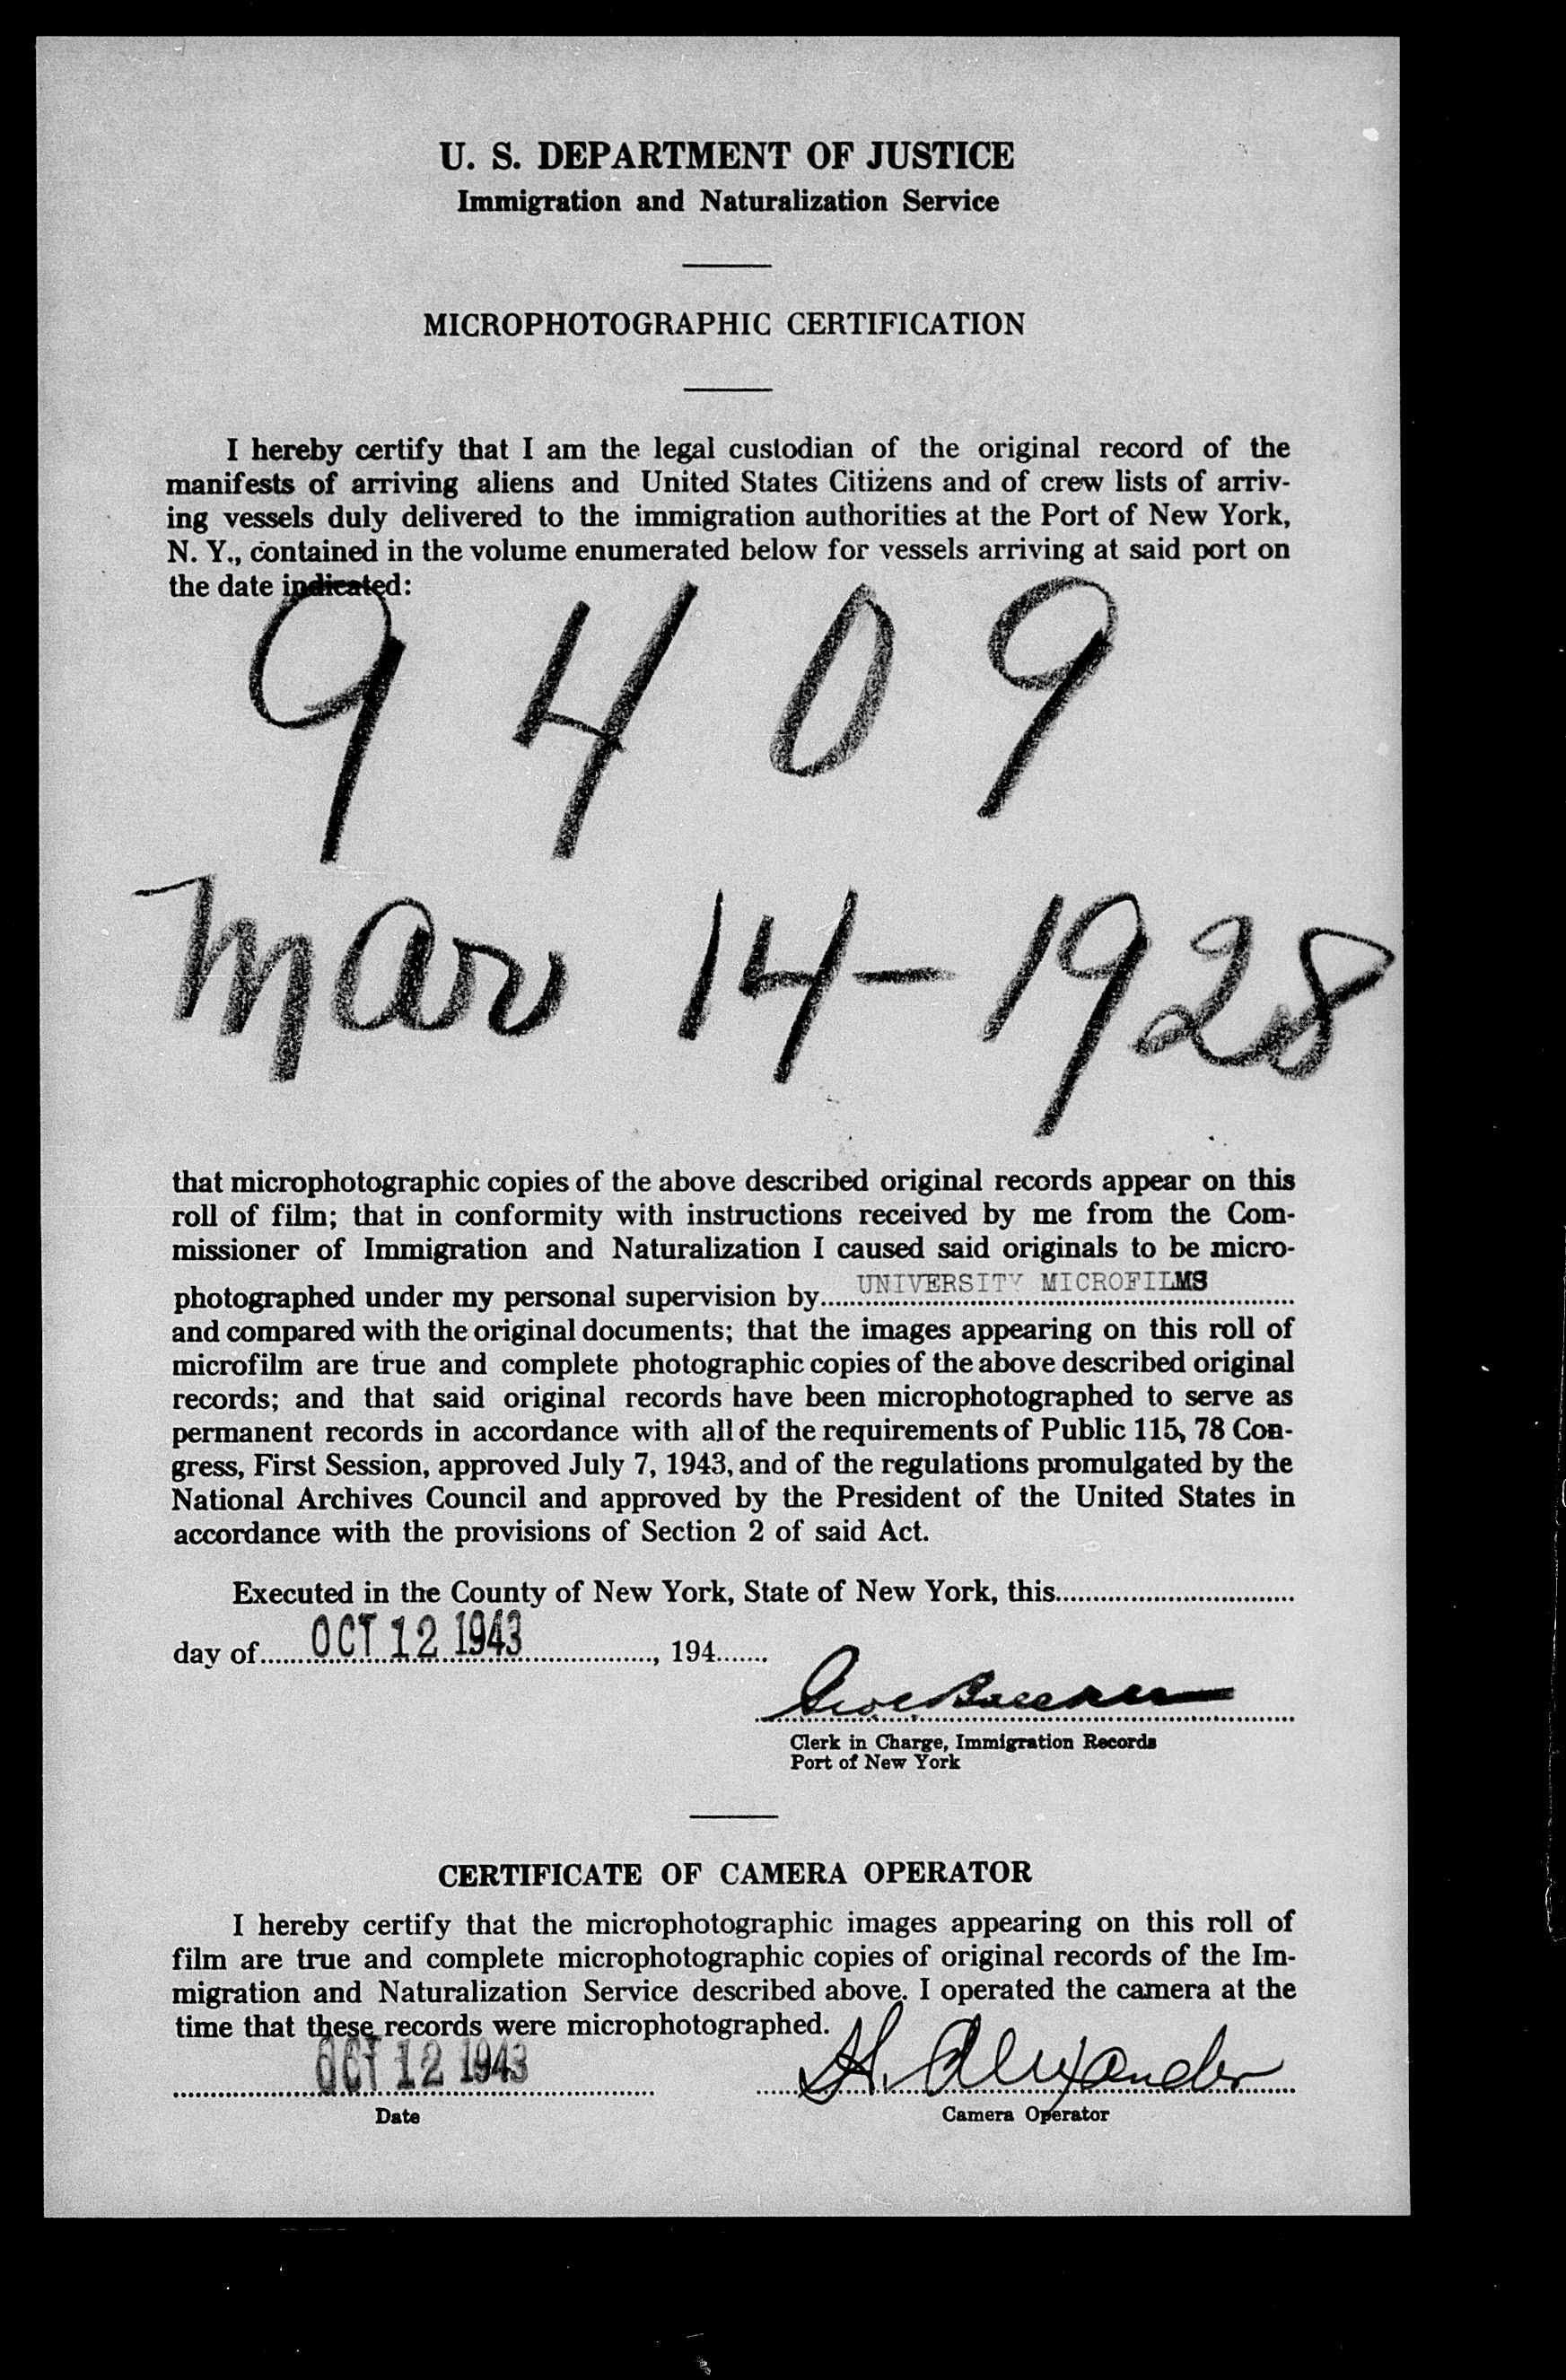 U. S. DEPARTMENT OF JUSTICE
Immigration and Naturalization Service
MICROPHOTOGRAPHIC CERTIFICATION
I hereby certify that I am the legal custodian of the original record of the
manifests of arriving aliens and United States Citizens and of crew lists of arriv-
ing vessels duly delivered to the immigration authorities at the Port of New York,
N. Y., contained in the volume enumerated below for vessels arriving at said port on
the date indicated:
9409
Mar 14-1928
that microphotographic copies of the above described original records appear on this
roll of film; that in conformity with instructions received by me from the Com-
missioner of Immigration and Naturalization I caused said originals to be micro-
photographed under my personal supervision by UNIVERSITY MICROFILMS
and compared with the original documents; that the images appearing on this roll of
microfilm are true and complete photographic copies of the above described original
records; and that said original records have been microphotographed to serve as
permanent records in accordance with all of the requirements of Public 115, 78 Con-
gress, First Session, approved July 7, 1943, and of the regulations promulgated by the
National Archives Council and approved by the President of the United States in
accordance with the provisions of Section 2 of said Act.
Executed in the County of New York, State of New York, this
day of OCT 12 1943, 194
Clerk in Charge, Immigration Records
Port of New York
CERTIFICATE OF CAMERA OPERATOR
I hereby certify that the microphotographic images appearing on this roll of
film are true and complete microphotographic copies of original records of the Im-
migration and Naturalization Service described above. I operated the camera at the
time that these records were microphotographed.
OCT 12 1943 H. Alexander
Date Camera Operator